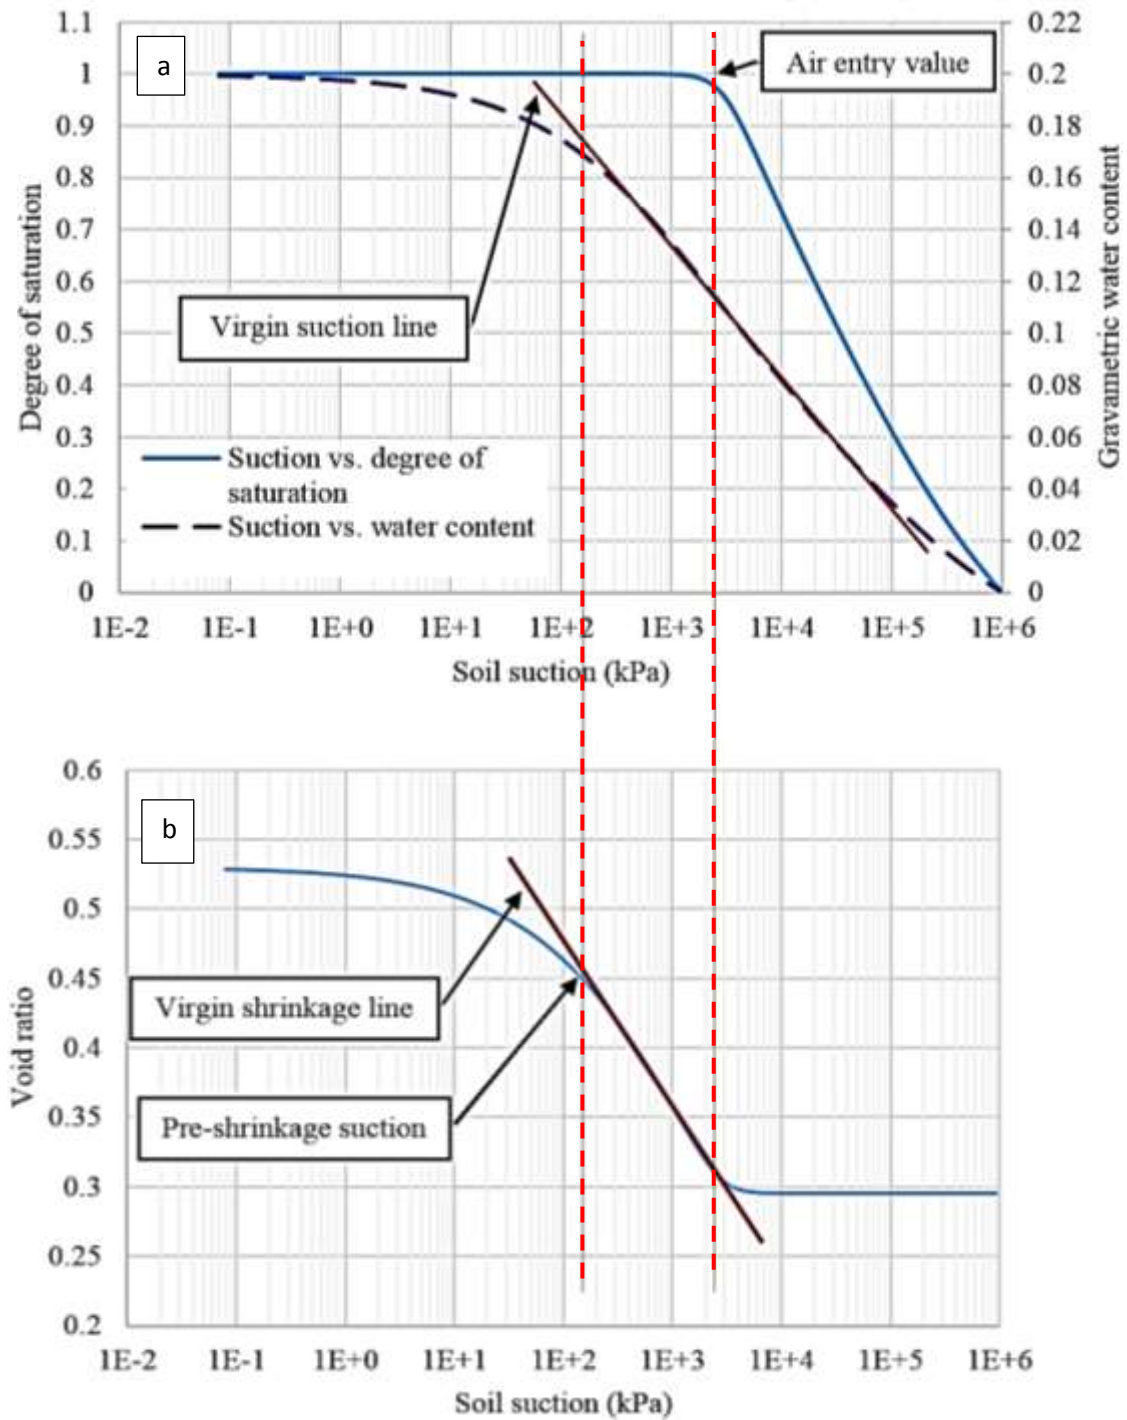 a
Air entry value
1.1
1
0.9
0.8
0.7
0.6
0.5
0.4
0.3
0.2
0.1
0
Degree of saturation
0.22
0.2
0.18
0.16
0.14
0.12
0.1
0.08
0.06
0.04
0.02
0
Gravametric water content
Virgin suction line
Suction vs. degree of
saturation
Suction vs. water content
1E-2 1E-1 1E+0 1E+1 1E+2 1E+3 1E+4 1E+5 1E+6
Soil suction (kPa)
b
0.6
0.55
0.5
0.45
0.4
0.35
0.3
0.25
0.2
Void ratio
Virgin shrinkage line
Pre-shrinkage suction
1E-2 1E-1 1E+0 1E+1 1E+2 1E+3 1E+4 1E+5 1E+6
Soil suction (kPa)